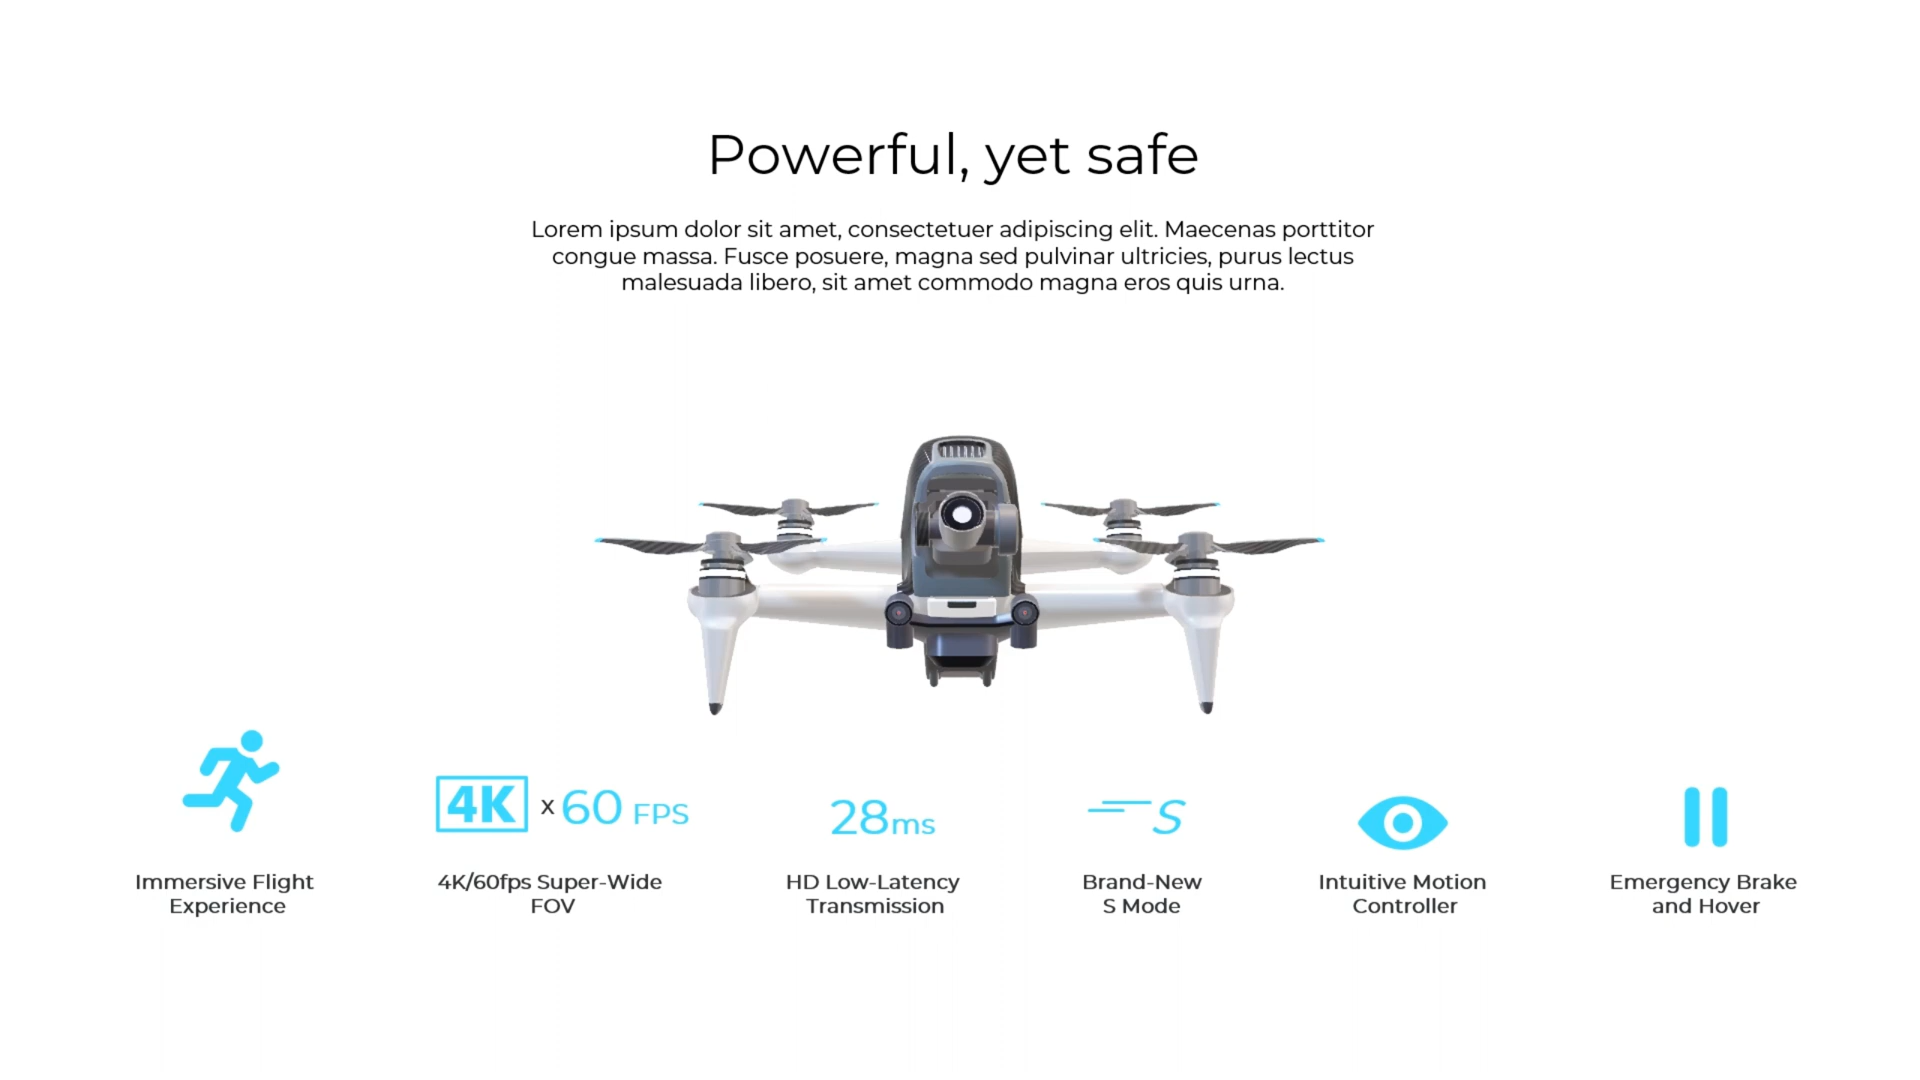 Powerful, yet safe
Lorem ipsum dolor sit amet, consectetuer adipiscing elit. Maecenas porttitor
congue massa. Fusce posuere, magna sed pulvinar ultricies, purus lectus
malesuada libero, sit amet commodo magna eros quis urna.
4K x 60 FPS
28ms
S
Immersive Flight
Experience
4K/60fps Super-Wide
FOV
HD Low-Latency
Transmission
Brand-New
S Mode
Intuitive Motion
Controller
Emergency Brake
and Hover